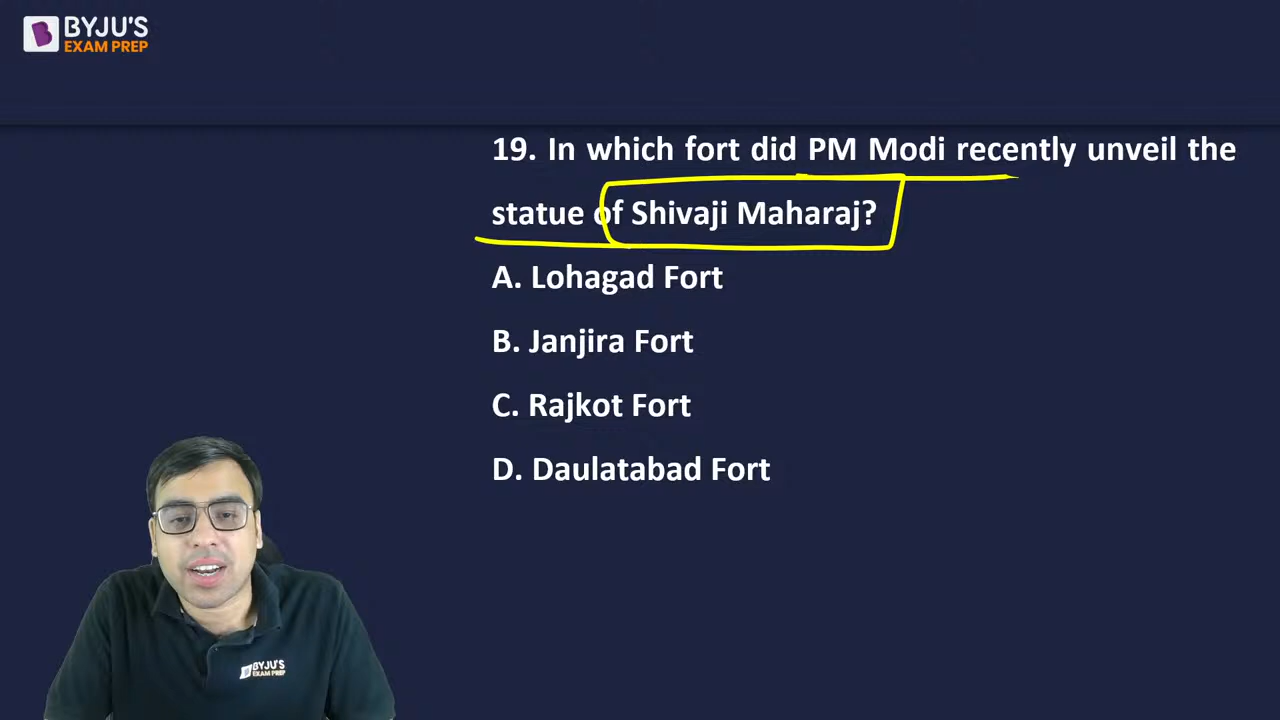 BYJU'S
EXAM PREP
19. In which fort did PM Modi recently unveil the
statue of Shivaji Maharaj?
A. Lohagad Fort
B. Janjira Fort
C. Rajkot Fort
D. Daulatabad Fort
BYJU'S
EXAM PREP